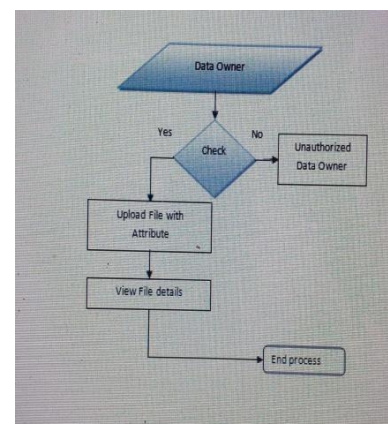 Data Owner
Yes
No
Check
Unauthorized
Data Owner
Upload File with
Attribute
View File details
End process